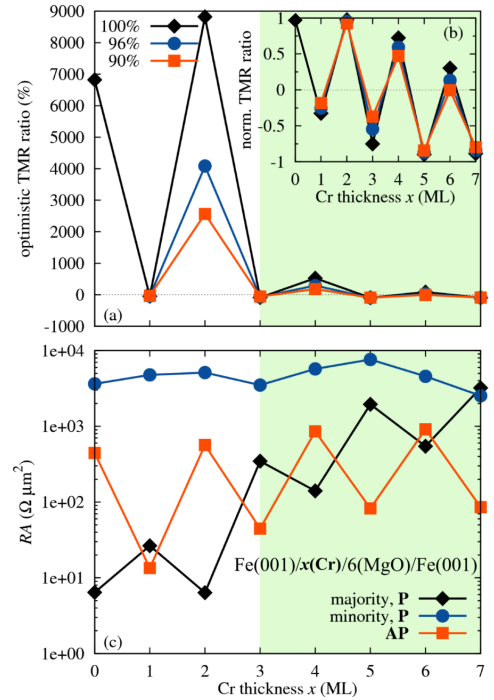 9000
8000
7000
6000
5000
4000
3000
2000
1000
0
-1000
optimistic TMR ratio (%)
100%
96%
90%
(a)
1
0.5
0
-0.5
-1
norm. TMR ratio
(b)
0 1 2 3 4 5 6 7
Cr thickness x (ML)
1e+04
1e+03
1e+02
1e+01
1e+00
RA (Ω μm²)
Fe(001)/x(Cr)/6(MgO)/Fe(001)
majority, P
minority, P
AP
(c)
0 1 2 3 4 5 6 7
Cr thickness x (ML)